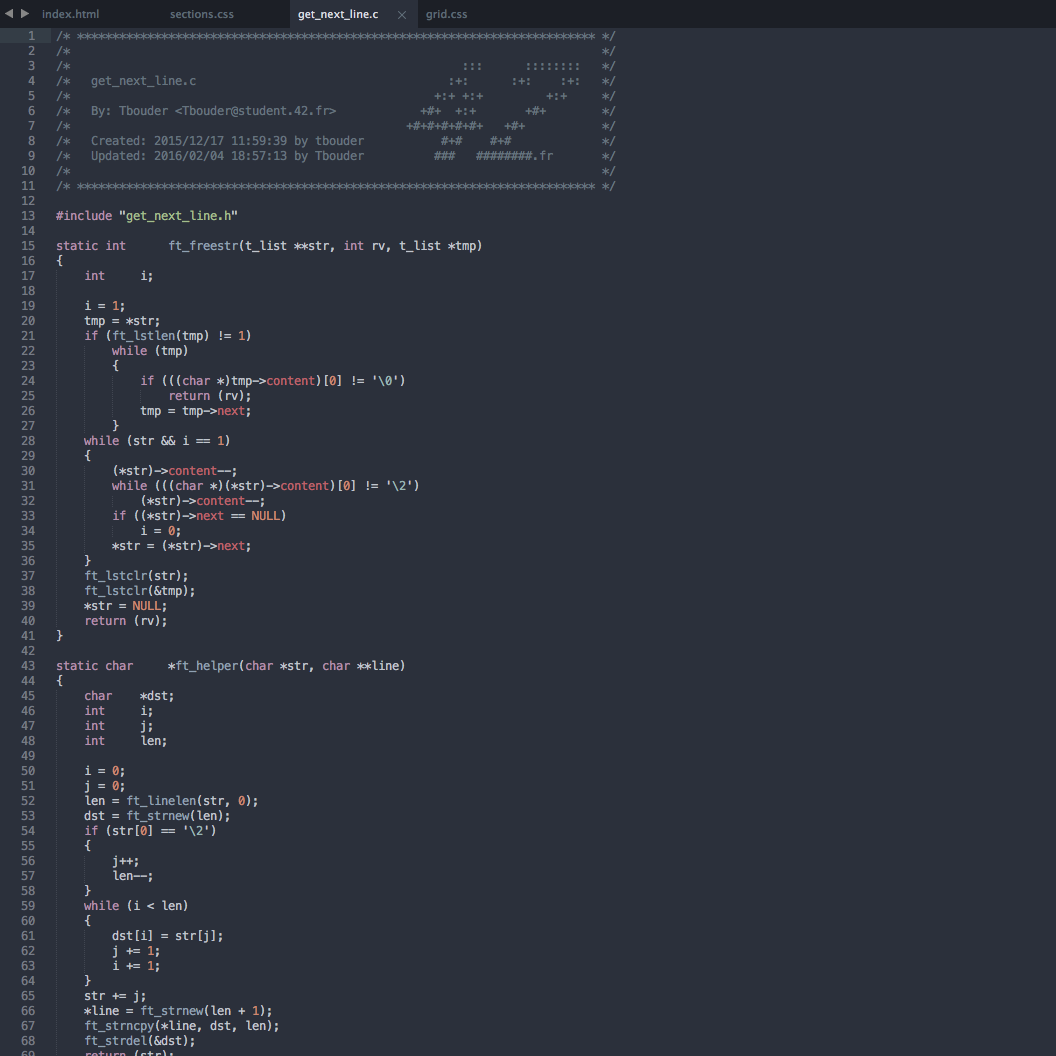 index.html sections.css get_next_line.c grid.css
1 /* ************************************************************************** */
2 /*                                                                            */
3 /*                                                        :::      ::::::::   */
4 /*   get_next_line.c                                    :+:      :+:    :+:   */
5 /*                                                    +:+ +:+         +:+     */
6 /*   By: Tbouder <Tbouder@student.42.fr>            +#+  +:+       +#+        */
7 /*                                                +#+#+#+#+#+   +#+           */
8 /*   Created: 2015/12/17 11:59:39 by tbouder           #+#    #+#             */
9 /*   Updated: 2016/02/04 18:57:13 by Tbouder          ###   ########.fr       */
10 /*                                                                            */
11 /* ************************************************************************** */
12
13 #include "get_next_line.h"
14
15 static int      ft_freestr(t_list **str, int rv, t_list *tmp)
16 {
17     int     i;
18
19     i = 1;
20     tmp = *str;
21     if (ft_lstlen(tmp) != 1)
22         while (tmp)
23         {
24             if (((char *)tmp->content)[0] != '\0')
25                 return (rv);
26             tmp = tmp->next;
27         }
28     while (str && i == 1)
29     {
30         (*str)->content--;
31         while (((char *)(*str)->content)[0] != '\2')
32             (*str)->content--;
33         if ((*str)->next == NULL)
34             i = 0;
35         *str = (*str)->next;
36     }
37     ft_lstclr(str);
38     ft_lstclr(&tmp);
39     *str = NULL;
40     return (rv);
41 }
42
43 static char     *ft_helper(char *str, char **line)
44 {
45     char    *dst;
46     int     i;
47     int     j;
48     int     len;
49
50     i = 0;
51     j = 0;
52     len = ft_linelen(str, 0);
53     dst = ft_strnew(len);
54     if (str[0] == '\2')
55     {
56         j++;
57         len--;
58     }
59     while (i < len)
60     {
61         dst[i] = str[j];
62         j += 1;
63         i += 1;
64     }
65     str += j;
66     *line = ft_strnew(len + 1);
67     ft_strncpy(*line, dst, len);
68     ft_strdel(&dst);
69     return (str);